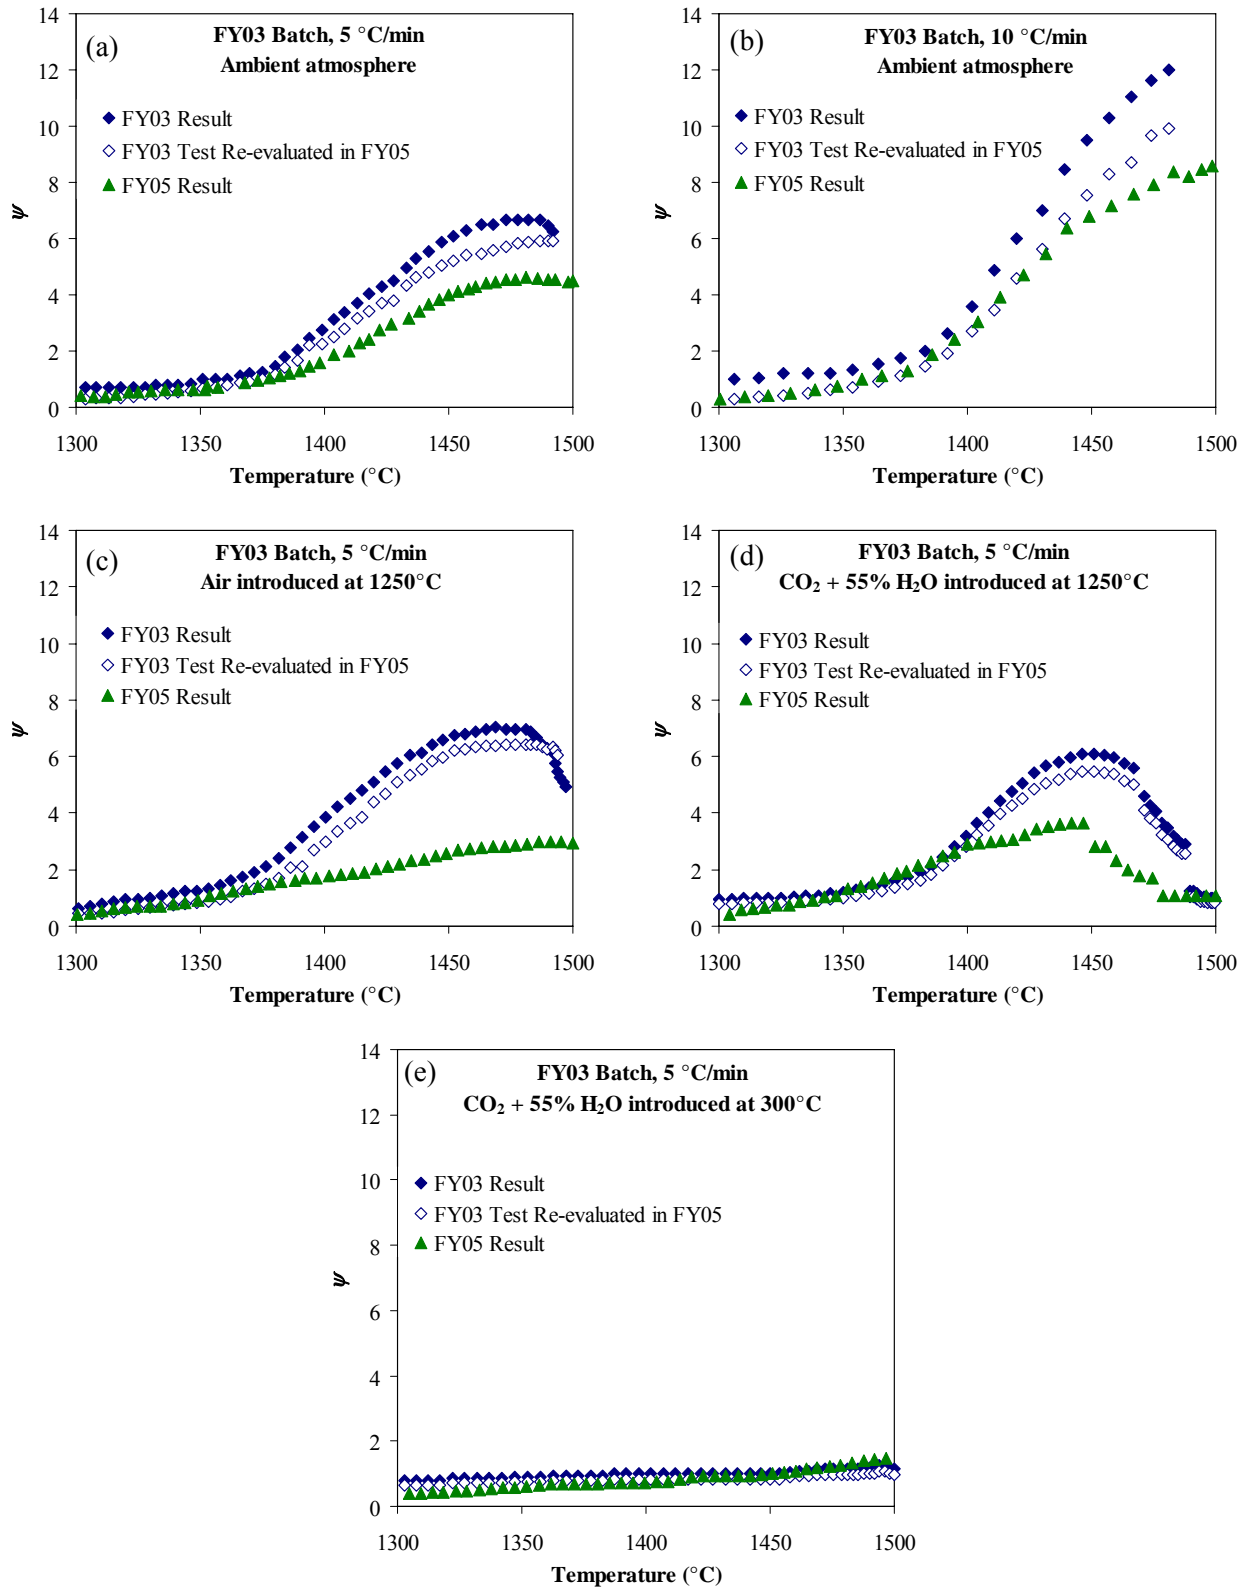 (a)
FY03 Batch, 5 °C/min
Ambient atmosphere
FY03 Result
FY03 Test Re-evaluated in FY05
FY05 Result
14
12
10
8
6
4
2
0
ψ
1300 1350 1400 1450 1500
Temperature (°C)
(b)
FY03 Batch, 10 °C/min
Ambient atmosphere
FY03 Result
FY03 Test Re-evaluated in FY05
FY05 Result
14
12
10
8
6
4
2
0
ψ
1300 1350 1400 1450 1500
Temperature (°C)
(c)
FY03 Batch, 5 °C/min
Air introduced at 1250°C
FY03 Result
FY03 Test Re-evaluated in FY05
FY05 Result
14
12
10
8
6
4
2
0
ψ
1300 1350 1400 1450 1500
Temperature (°C)
(d)
FY03 Batch, 5 °C/min
CO₂ + 55% H₂O introduced at 1250°C
FY03 Result
FY03 Test Re-evaluated in FY05
FY05 Result
14
12
10
8
6
4
2
0
ψ
1300 1350 1400 1450 1500
Temperature (°C)
(e)
FY03 Batch, 5 °C/min
CO₂ + 55% H₂O introduced at 300°C
FY03 Result
FY03 Test Re-evaluated in FY05
FY05 Result
14
12
10
8
6
4
2
0
ψ
1300 1350 1400 1450 1500
Temperature (°C)